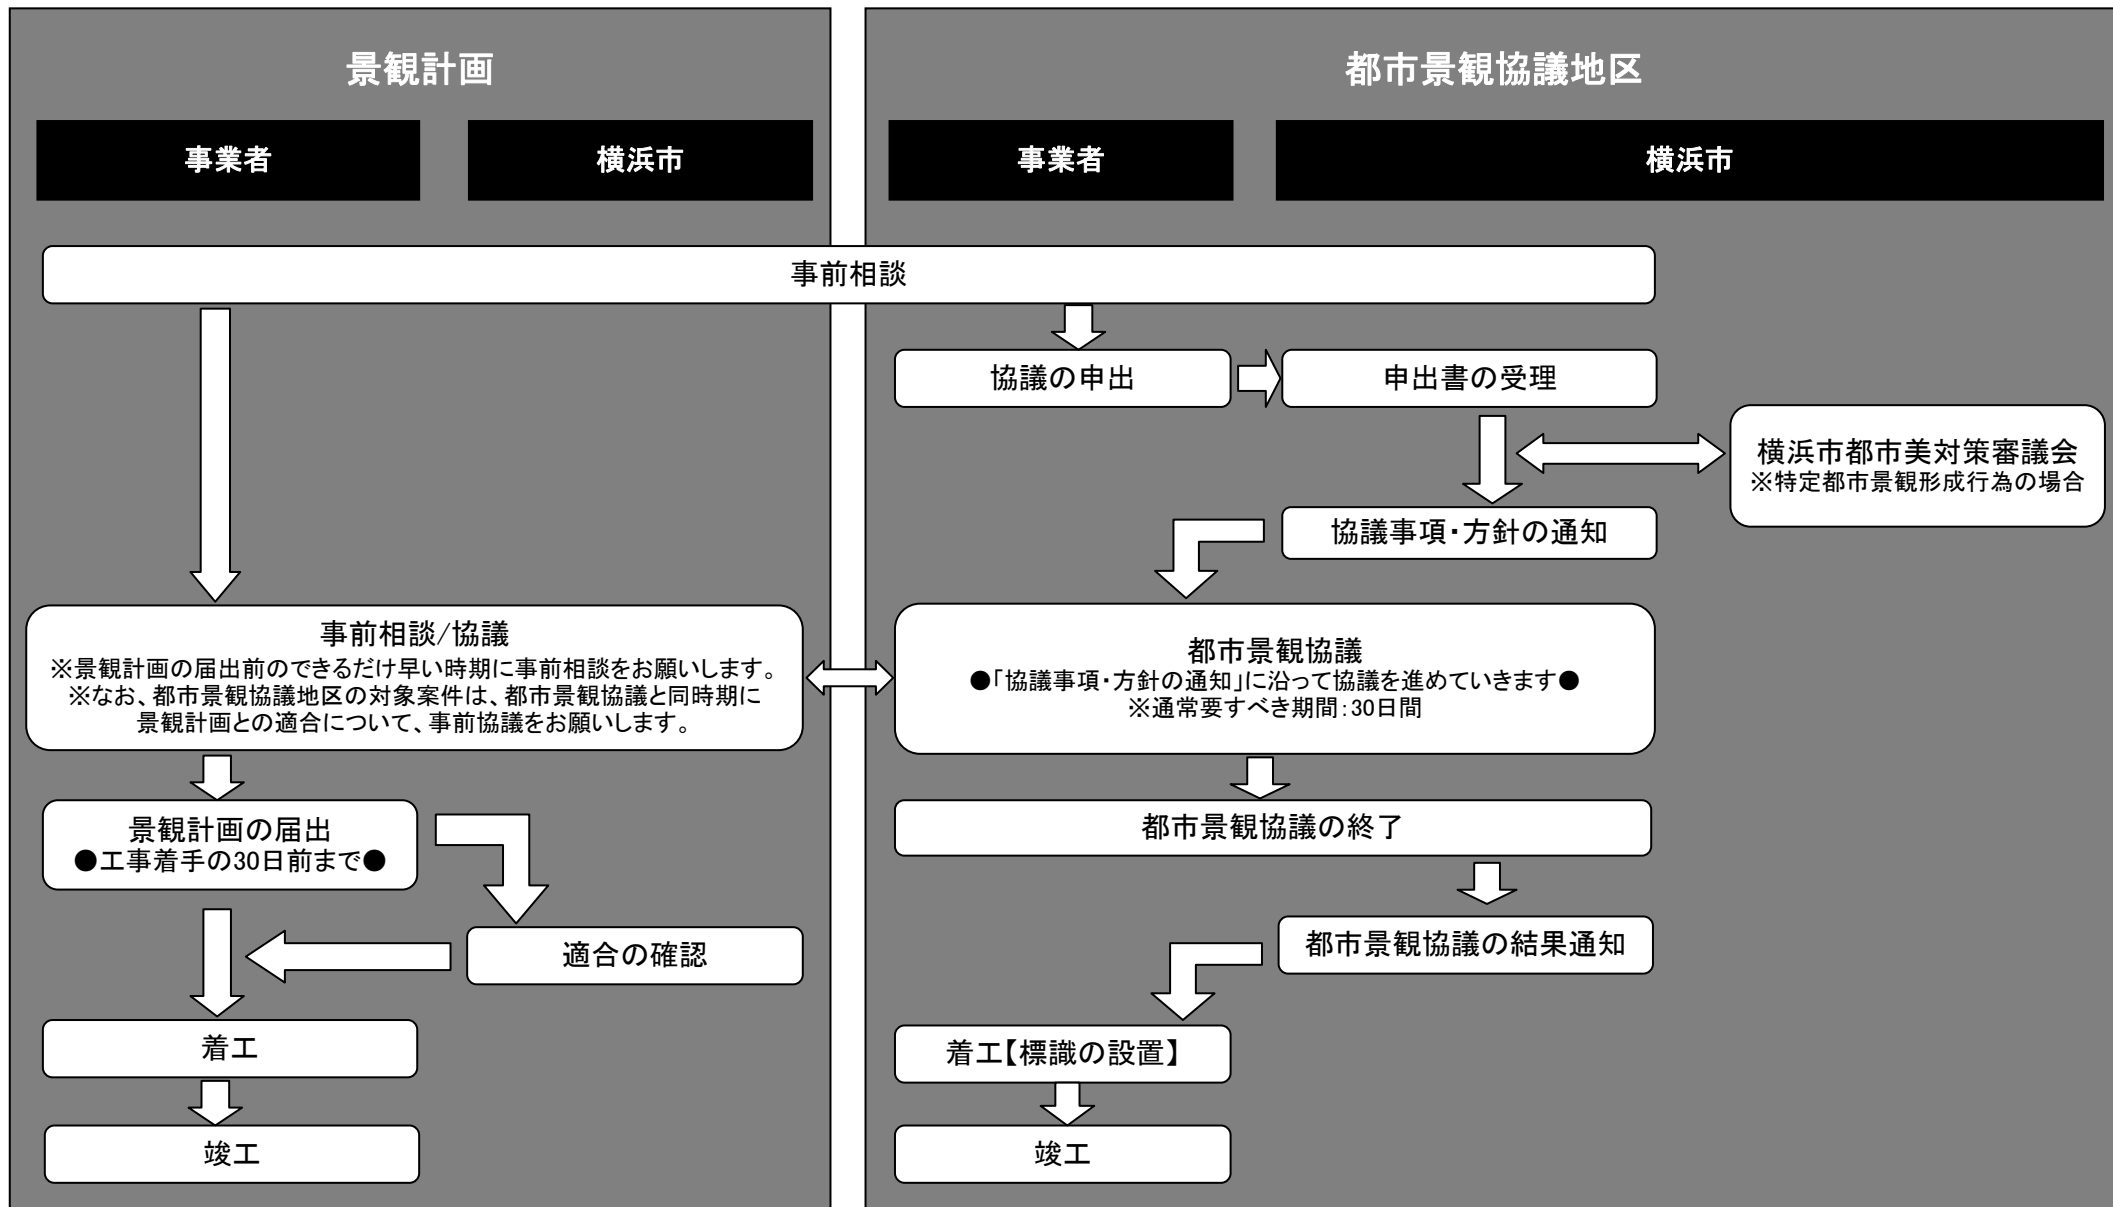 景観計画
都市景観協議地区
事業者
横浜市
事業者
横浜市
事前相談
協議の申出
申出書の受理
横浜市都市美対策審議会
※特定都市景観形成行為の場合
協議事項・方針の通知
事前相談/協議
※景観計画の届出前のできるだけ早い時期に事前相談をお願いします。
※なお、都市景観協議地区の対象案件は、都市景観協議と同時期に
景観計画との適合について、事前協議をお願いします。
都市景観協議
●「協議事項・方針の通知」に沿って協議を進めていきます●
※通常要すべき期間：30日間
景観計画の届出
●工事着手の30日前まで●
都市景観協議の終了
適合の確認
都市景観協議の結果通知
着工
着工【標識の設置】
竣工
竣工